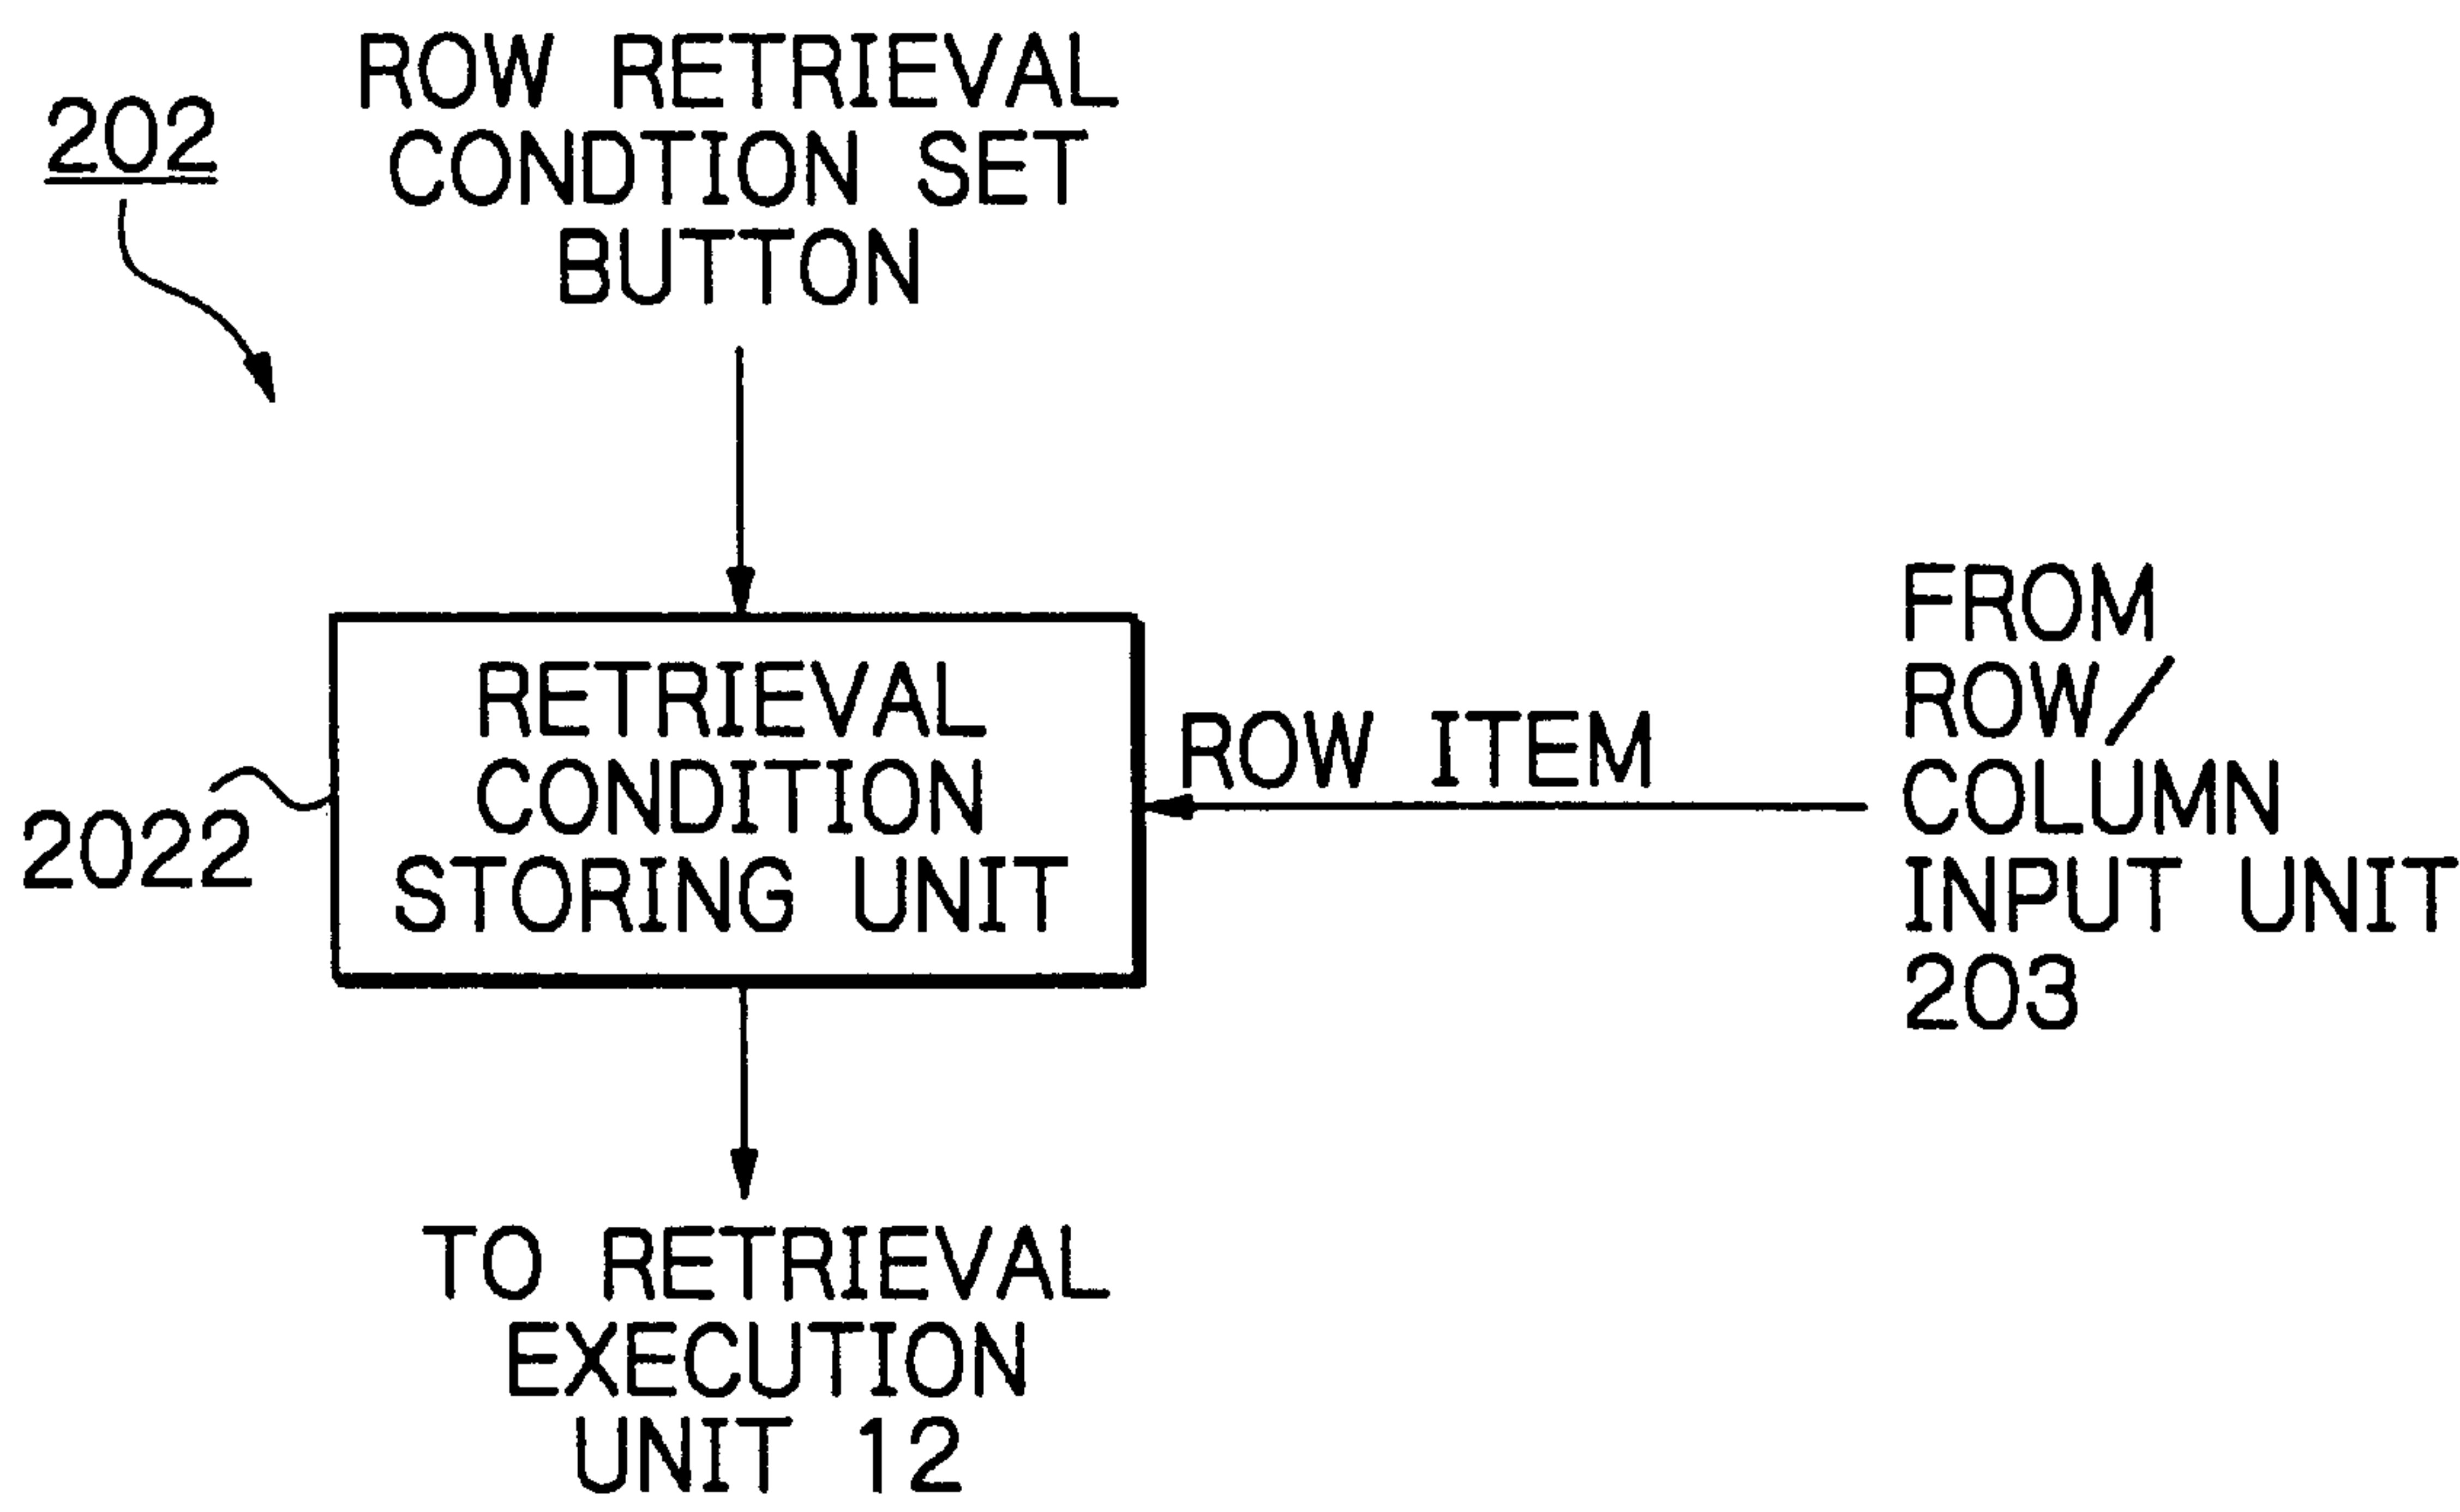 202
ROW RETRIEVAL
CONDTION SET
BUTTON
RETRIEVAL
CONDITION
STORING UNIT
2022
ROW ITEM
FROM
ROW/
COLUMN
INPUT UNIT
203
TO RETRIEVAL
EXECUTION
UNIT 12